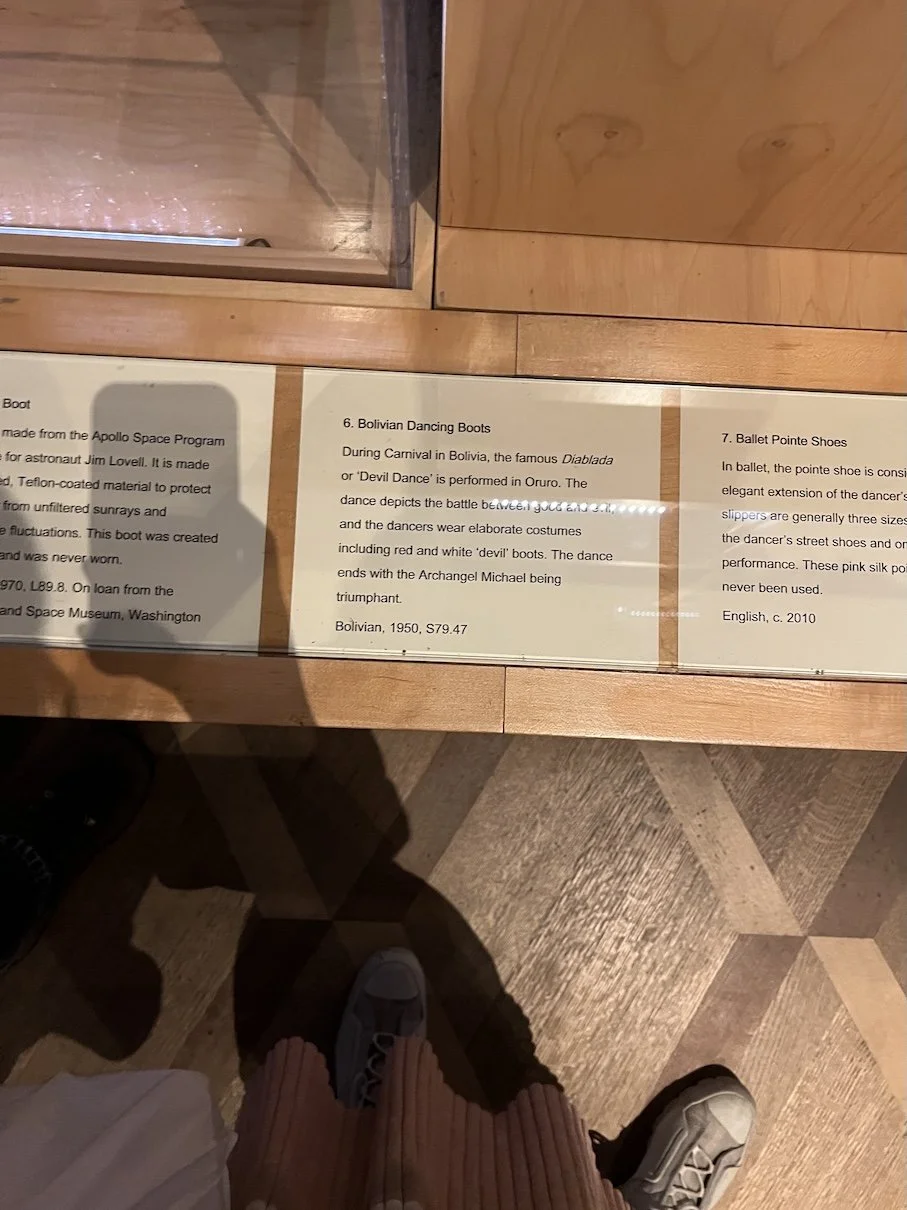 Boot
made from the Apollo Space Program
for astronaut Jim Lovell. It is made
Teflon-coated material to protect
from unfiltered sunrays and
fluctuations. This boot was created
and was never worn.
970, L89.8. On loan from the
and Space Museum, Washington
6. Bolivian Dancing Boots
During Carnival in Bolivia, the famous Diablada
or ‘Devil Dance’ is performed in Oruro. The
dance depicts the battle between good and evil,
and the dancers wear elaborate costumes
including red and white ‘devil’ boots. The dance
ends with the Archangel Michael being
triumphant.
Bolivian, 1950, S79.47
7. Ballet Pointe Shoes
In ballet, the pointe shoe is consi
elegant extension of the dancer's
slippers are generally three sizes
the dancer's street shoes and
performance. These pink silk poi
never been used.
English, c. 2010